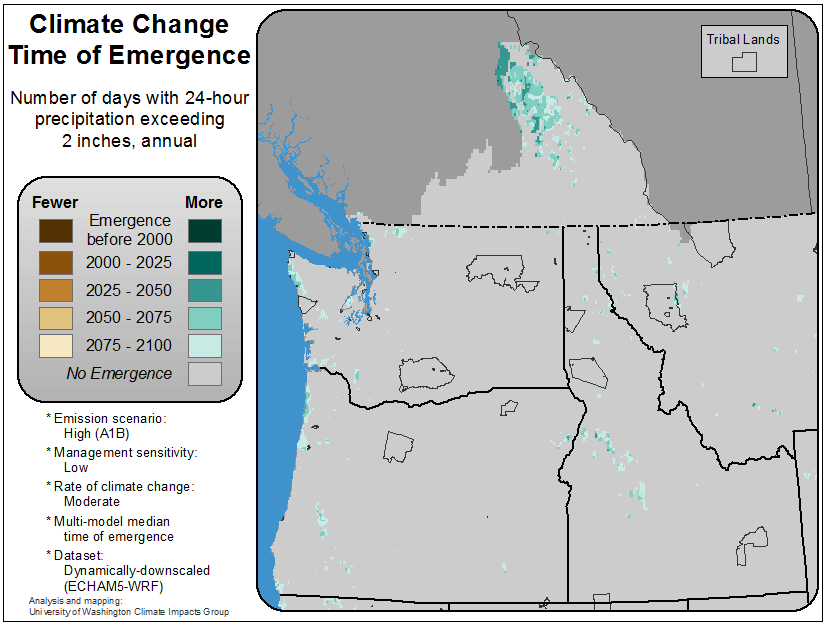 Climate Change
Time of Emergence
Number of days with 24-hour
precipitation exceeding
2 inches, annual
Fewer
More
Emergence
before 2000
2000 - 2025
2025 - 2050
2050 - 2075
2075 - 2100
No Emergence
* Emission scenario:
High (A1B)
* Management sensitivity:
Low
* Rate of climate change:
Moderate
* Multi-model median
time of emergence
* Dataset:
Dynamically-downscaled
(ECHAM5-WRF)
Analysis and mapping:
University of Washington Climate Impacts Group
Tribal Lands